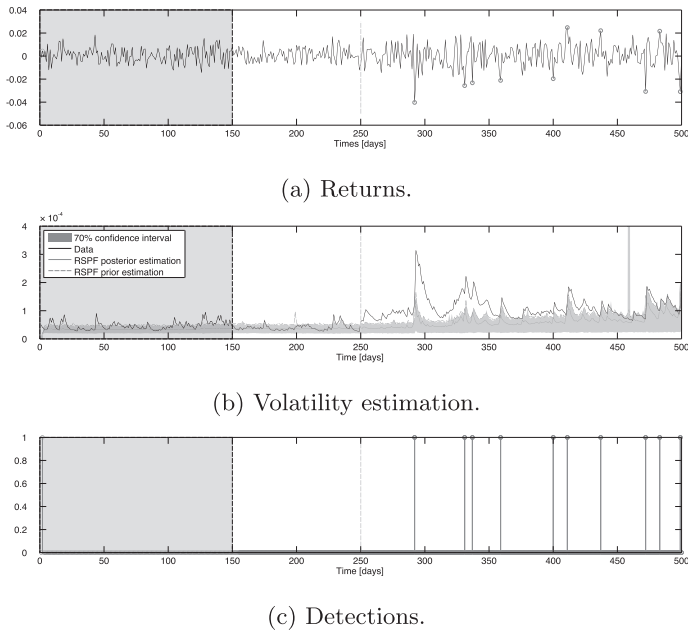 0.04
0.02
0
-0.02
-0.04
-0.06
0 50 100 150 200 250 300 350 400 450 500
Times [days]
(a) Returns.
× 10-4
4
3
2
1
0
70% confidence interval
Data
RSPF posterior estimation
RSPF prior estimation
0 50 100 150 200 250 300 350 400 450 500
Time [days]
(b) Volatility estimation.
1
0.8
0.6
0.4
0.2
0
0 50 100 150 200 250 300 350 400 450 500
Time [days]
(c) Detections.